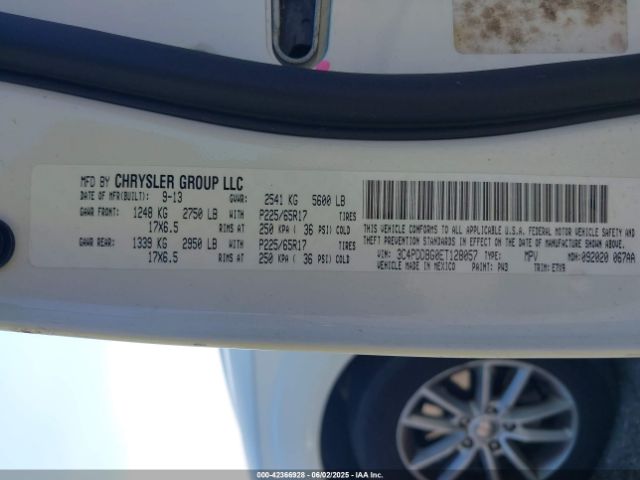 MFD BY CHRYSLER GROUP LLC
DATE OF MFR(BUILT): 9-13 GVWR: 2541 KG 5600 LB
GAWR FRONT: 1248 KG 2750 LB WITH P225/65R17 TIRES
17X6.5 RIMS AT 250 KPA ( 36 PSI) COLD
GAWR REAR: 1339 KG 2950 LB WITH P225/65R17 TIRES
17X6.5 RIMS AT 250 KPA ( 36 PSI) COLD
THIS VEHICLE CONFORMS TO ALL APPLICABLE U.S.A. FEDERAL MOTOR VEHICLE SAFETY AND
THEFT PREVENTION STANDARDS IN EFFECT ON THE DATE OF MANUFACTURE SHOWN ABOVE.
VIN: 3C4PDDBG0ET128057 TYPE: MPV MDH: 092020 067AA
VEHICLE MADE IN MEXICO PAINT: PW3 TRIM:
000-42366928 06/02/2025 IAA Inc.